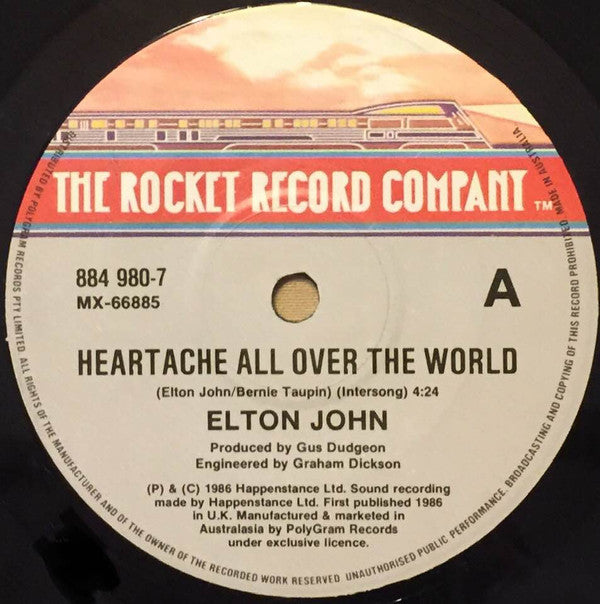 THE ROCKET RECORD COMPANY TM
884 980-7
MX-66885
A
HEARTACHE ALL OVER THE WORLD
(Elton John/Bernie Taupin) (Intersong) 4:24
ELTON JOHN
Produced by Gus Dudgeon
Engineered by Graham Dickson
(P) & (C) 1986 Happenstance Ltd. Sound recording
made by Happenstance Ltd. First published 1986
in U.K. Manufactured & marketed in
Australasia by PolyGram Records
under exclusive licence.
DISTRIBUTED BY POLYGRAM RECORDS PTY LIMITED. ALL RIGHTS OF THE MANUFACTURER AND OF THE OWNER OF THE RECORDED WORK RESERVED UNAUTHORISED PUBLIC PERFORMANCE, BROADCASTING AND COPYING OF THIS RECORD PROHIBITED MADE IN AUSTRALIA